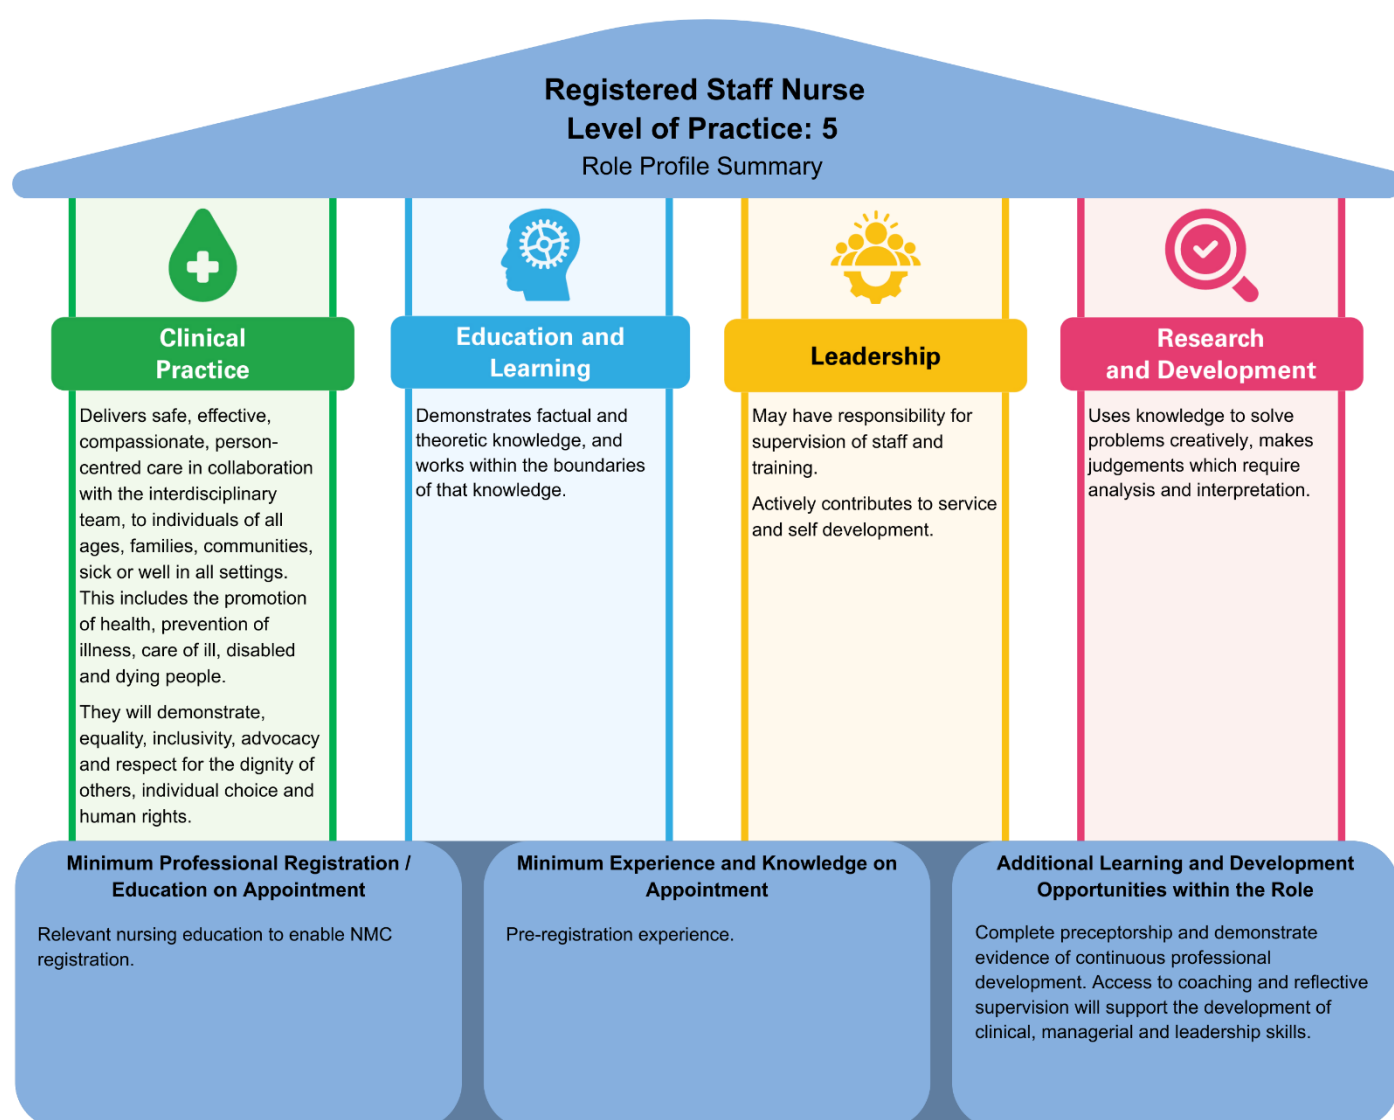 Registered Staff Nurse
Level of Practice: 5
Role Profile Summary
Clinical
Practice
Delivers safe, effective,
compassionate, person-
centred care in collaboration
with the interdisciplinary
team, to individuals of all
ages, families, communities,
sick or well in all settings.
This includes the promotion
of health, prevention of
illness, care of ill, disabled
and dying people.
They will demonstrate,
equality, inclusivity, advocacy
and respect for the dignity of
others, individual choice and
human rights.
Education and
Learning
Demonstrates factual and
theoretic knowledge, and
works within the boundaries
of that knowledge.
Leadership
May have responsibility for
supervision of staff and
training.
Actively contributes to service
and self development.
Research
and Development
Uses knowledge to solve
problems creatively, makes
judgements which require
analysis and interpretation.
Minimum Professional Registration /
Education on Appointment
Relevant nursing education to enable NMC
registration.
Minimum Experience and Knowledge on
Appointment
Pre-registration experience.
Additional Learning and Development
Opportunities within the Role
Complete preceptorship and demonstrate
evidence of continuous professional
development. Access to coaching and reflective
supervision will support the development of
clinical, managerial and leadership skills.